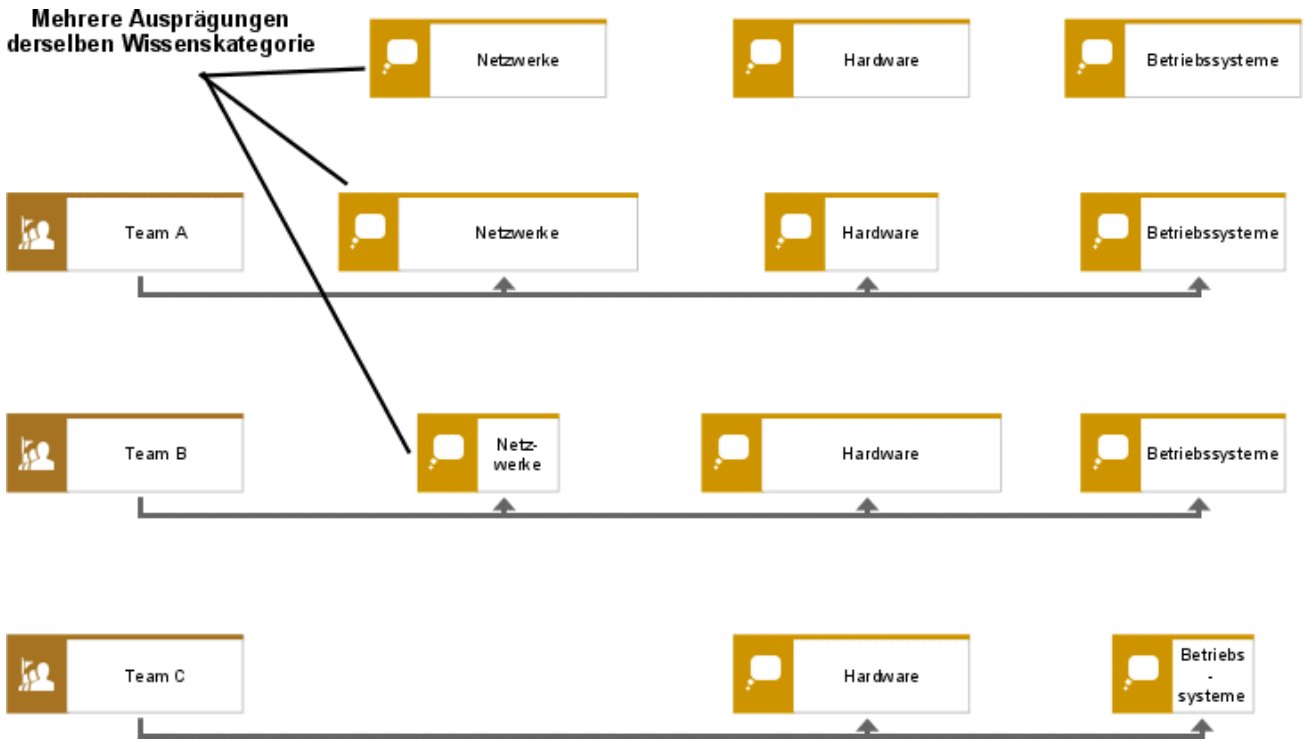 Mehrere Ausprägungen
derselben Wissenskategorie
Netzwerke
Hardware
Betriebssysteme
Team A
Netzwerke
Hardware
Betriebssysteme
Team B
Netz-
werke
Hardware
Betriebssysteme
Team C
Hardware
Betriebs
-
systeme